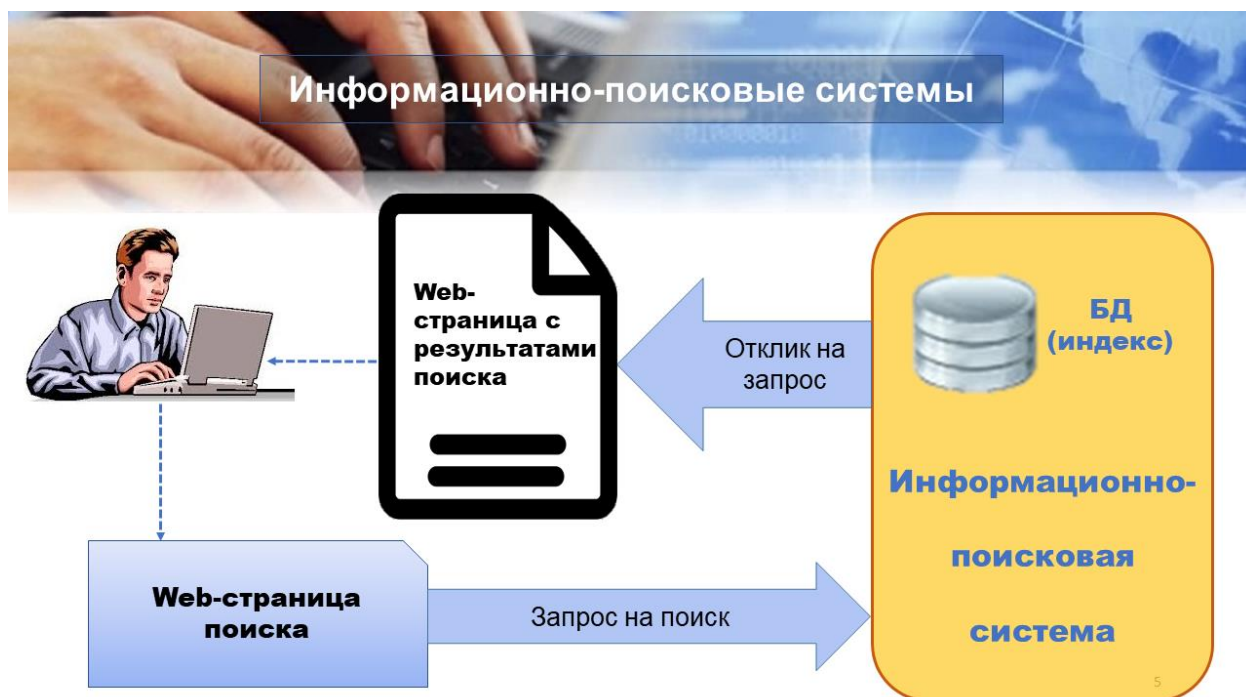 Информационно-поисковые системы
Web-
страница с
результатами
поиска
Отклик на
запрос
БД
(индекс)
Информационно-
поисковая
система
Web-страница
поиска
Запрос на поиск
5